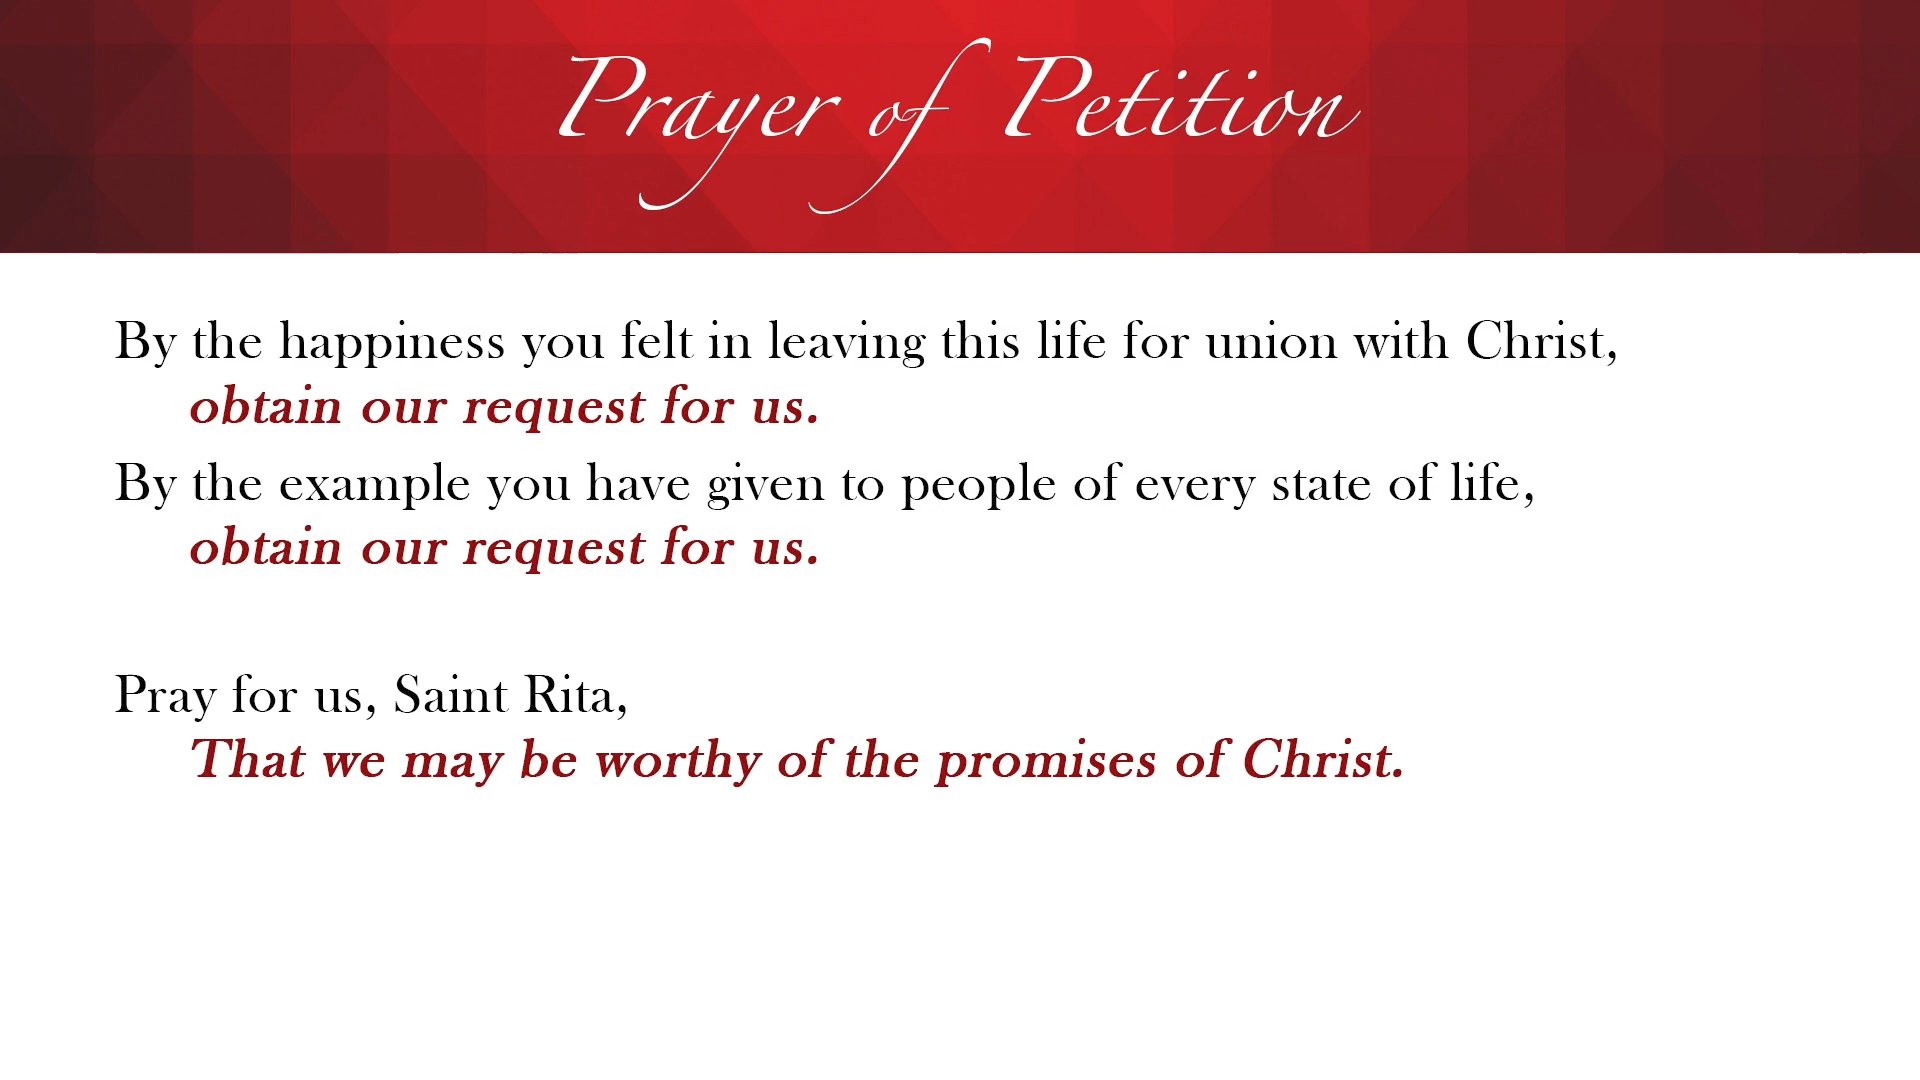 Prayer of Petition
By the happiness you felt in leaving this life for union with Christ,
obtain our request for us.
By the example you have given to people of every state of life,
obtain our request for us.
Pray for us, Saint Rita,
That we may be worthy of the promises of Christ.